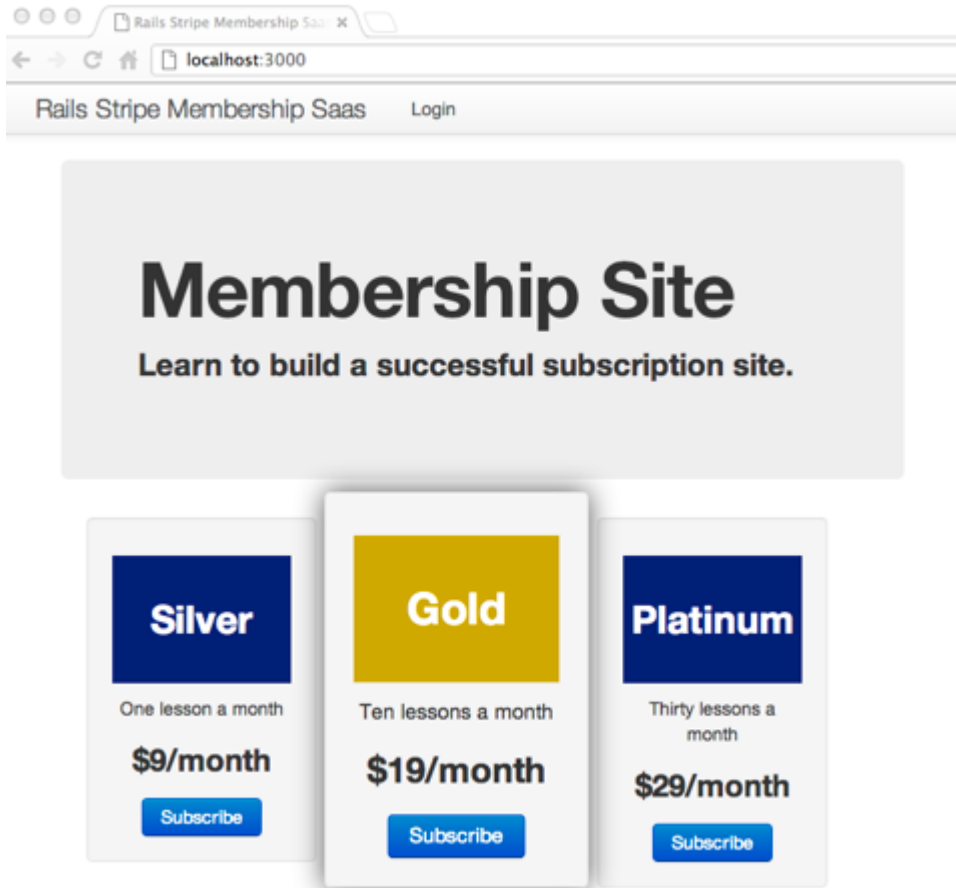 Rails Stripe Membership Saa
localhost:3000
Rails Stripe Membership Saas Login
Membership Site
Learn to build a successful subscription site.
Silver
One lesson a month
$9/month
Subscribe
Gold
Ten lessons a month
$19/month
Subscribe
Platinum
Thirty lessons a
month
$29/month
Subscribe